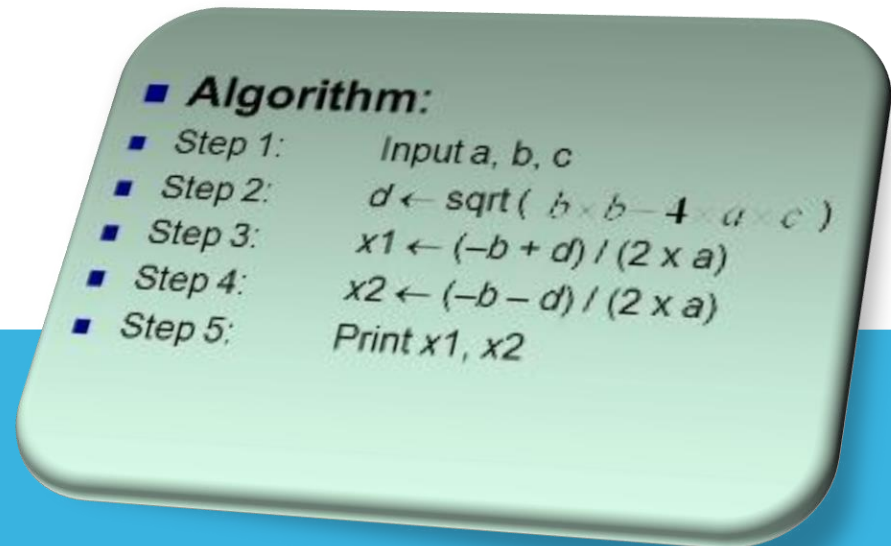 Algorithm:
Step 1: Input a, b, c
Step 2: d ← sqrt ( b × b − 4 × a × c )
Step 3: x1 ← (–b + d) / (2 x a)
Step 4: x2 ← (–b – d) / (2 x a)
Step 5: Print x1, x2